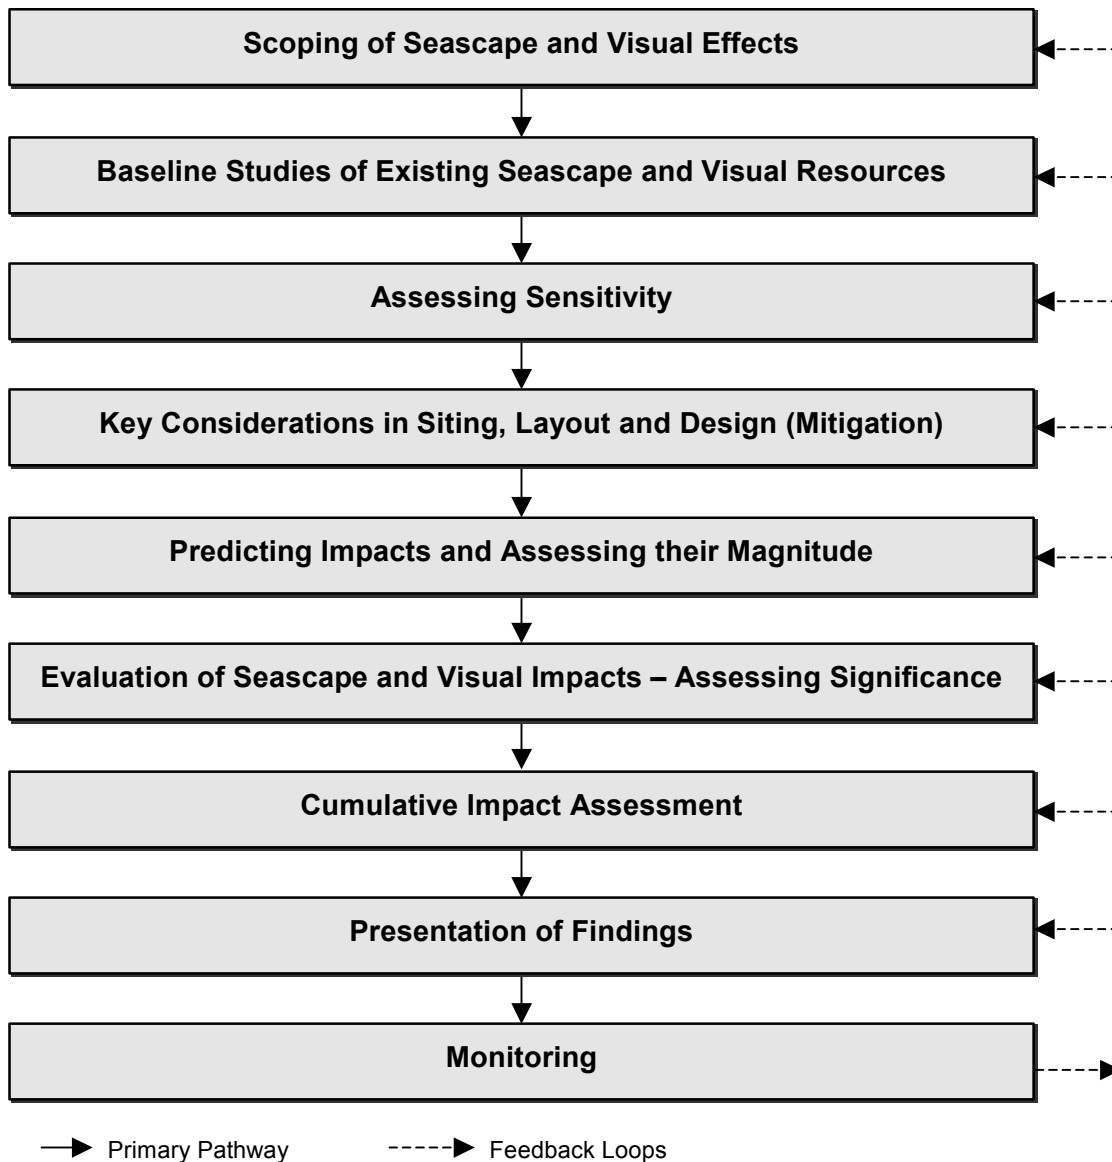 Scoping of Seascape and Visual Effects
Baseline Studies of Existing Seascape and Visual Resources
Assessing Sensitivity
Key Considerations in Siting, Layout and Design (Mitigation)
Predicting Impacts and Assessing their Magnitude
Evaluation of Seascape and Visual Impacts – Assessing Significance
Cumulative Impact Assessment
Presentation of Findings
Monitoring
Primary Pathway
Feedback Loops